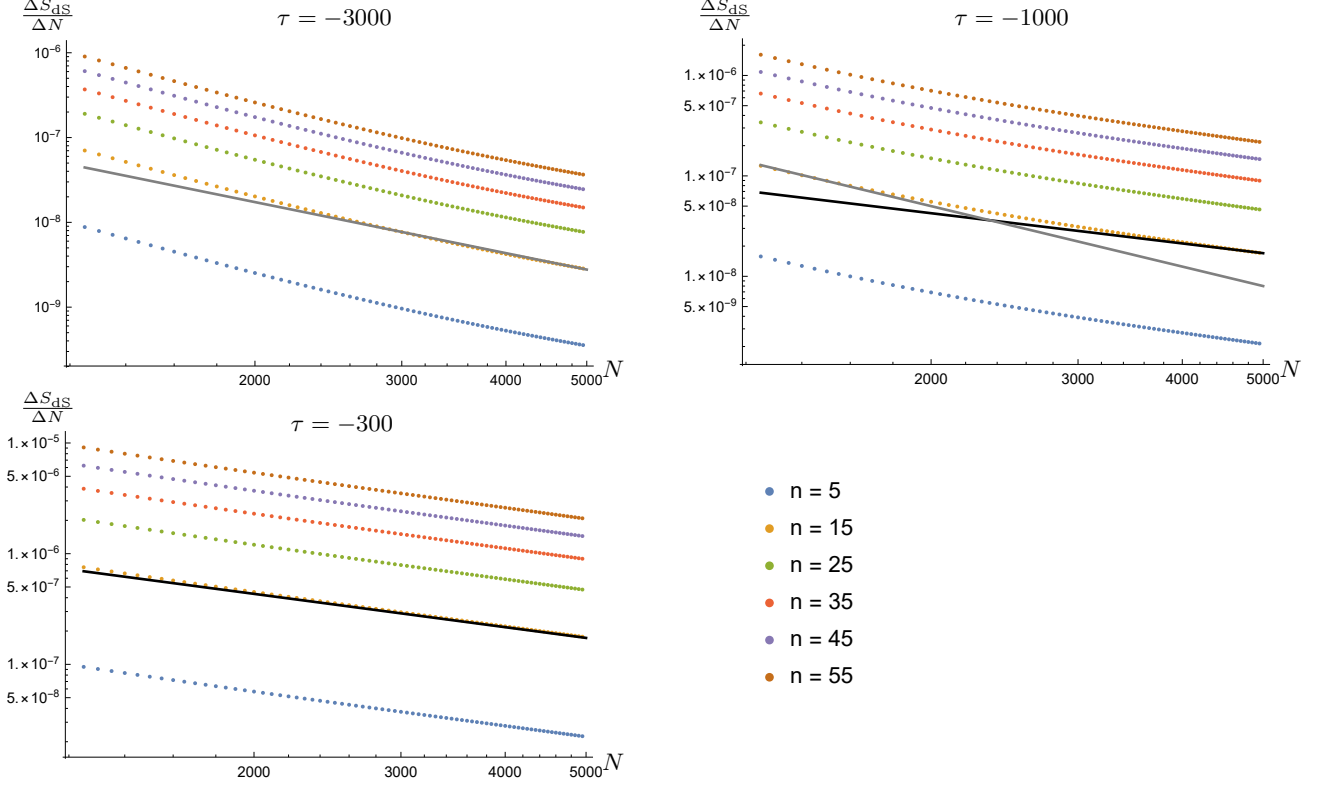 ΔS_dS/ΔN
τ = −3000
10⁻⁶
10⁻⁷
10⁻⁸
10⁻⁹
2000 3000 4000 5000 N
ΔS_dS/ΔN
τ = −1000
1.×10⁻⁶
5.×10⁻⁷
1.×10⁻⁷
5.×10⁻⁸
1.×10⁻⁸
5.×10⁻⁹
2000 3000 4000 5000 N
ΔS_dS/ΔN
τ = −300
1.×10⁻⁵
5.×10⁻⁶
1.×10⁻⁶
5.×10⁻⁷
1.×10⁻⁷
5.×10⁻⁸
2000 3000 4000 5000 N
n = 5
n = 15
n = 25
n = 35
n = 45
n = 55